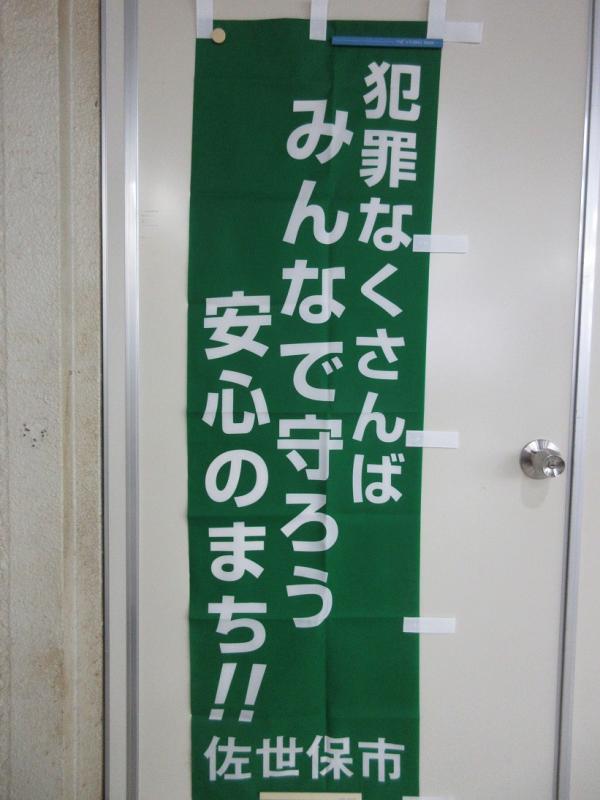 犯罪なくさんば
みんなで守ろう
安心のまち!!
佐世保市